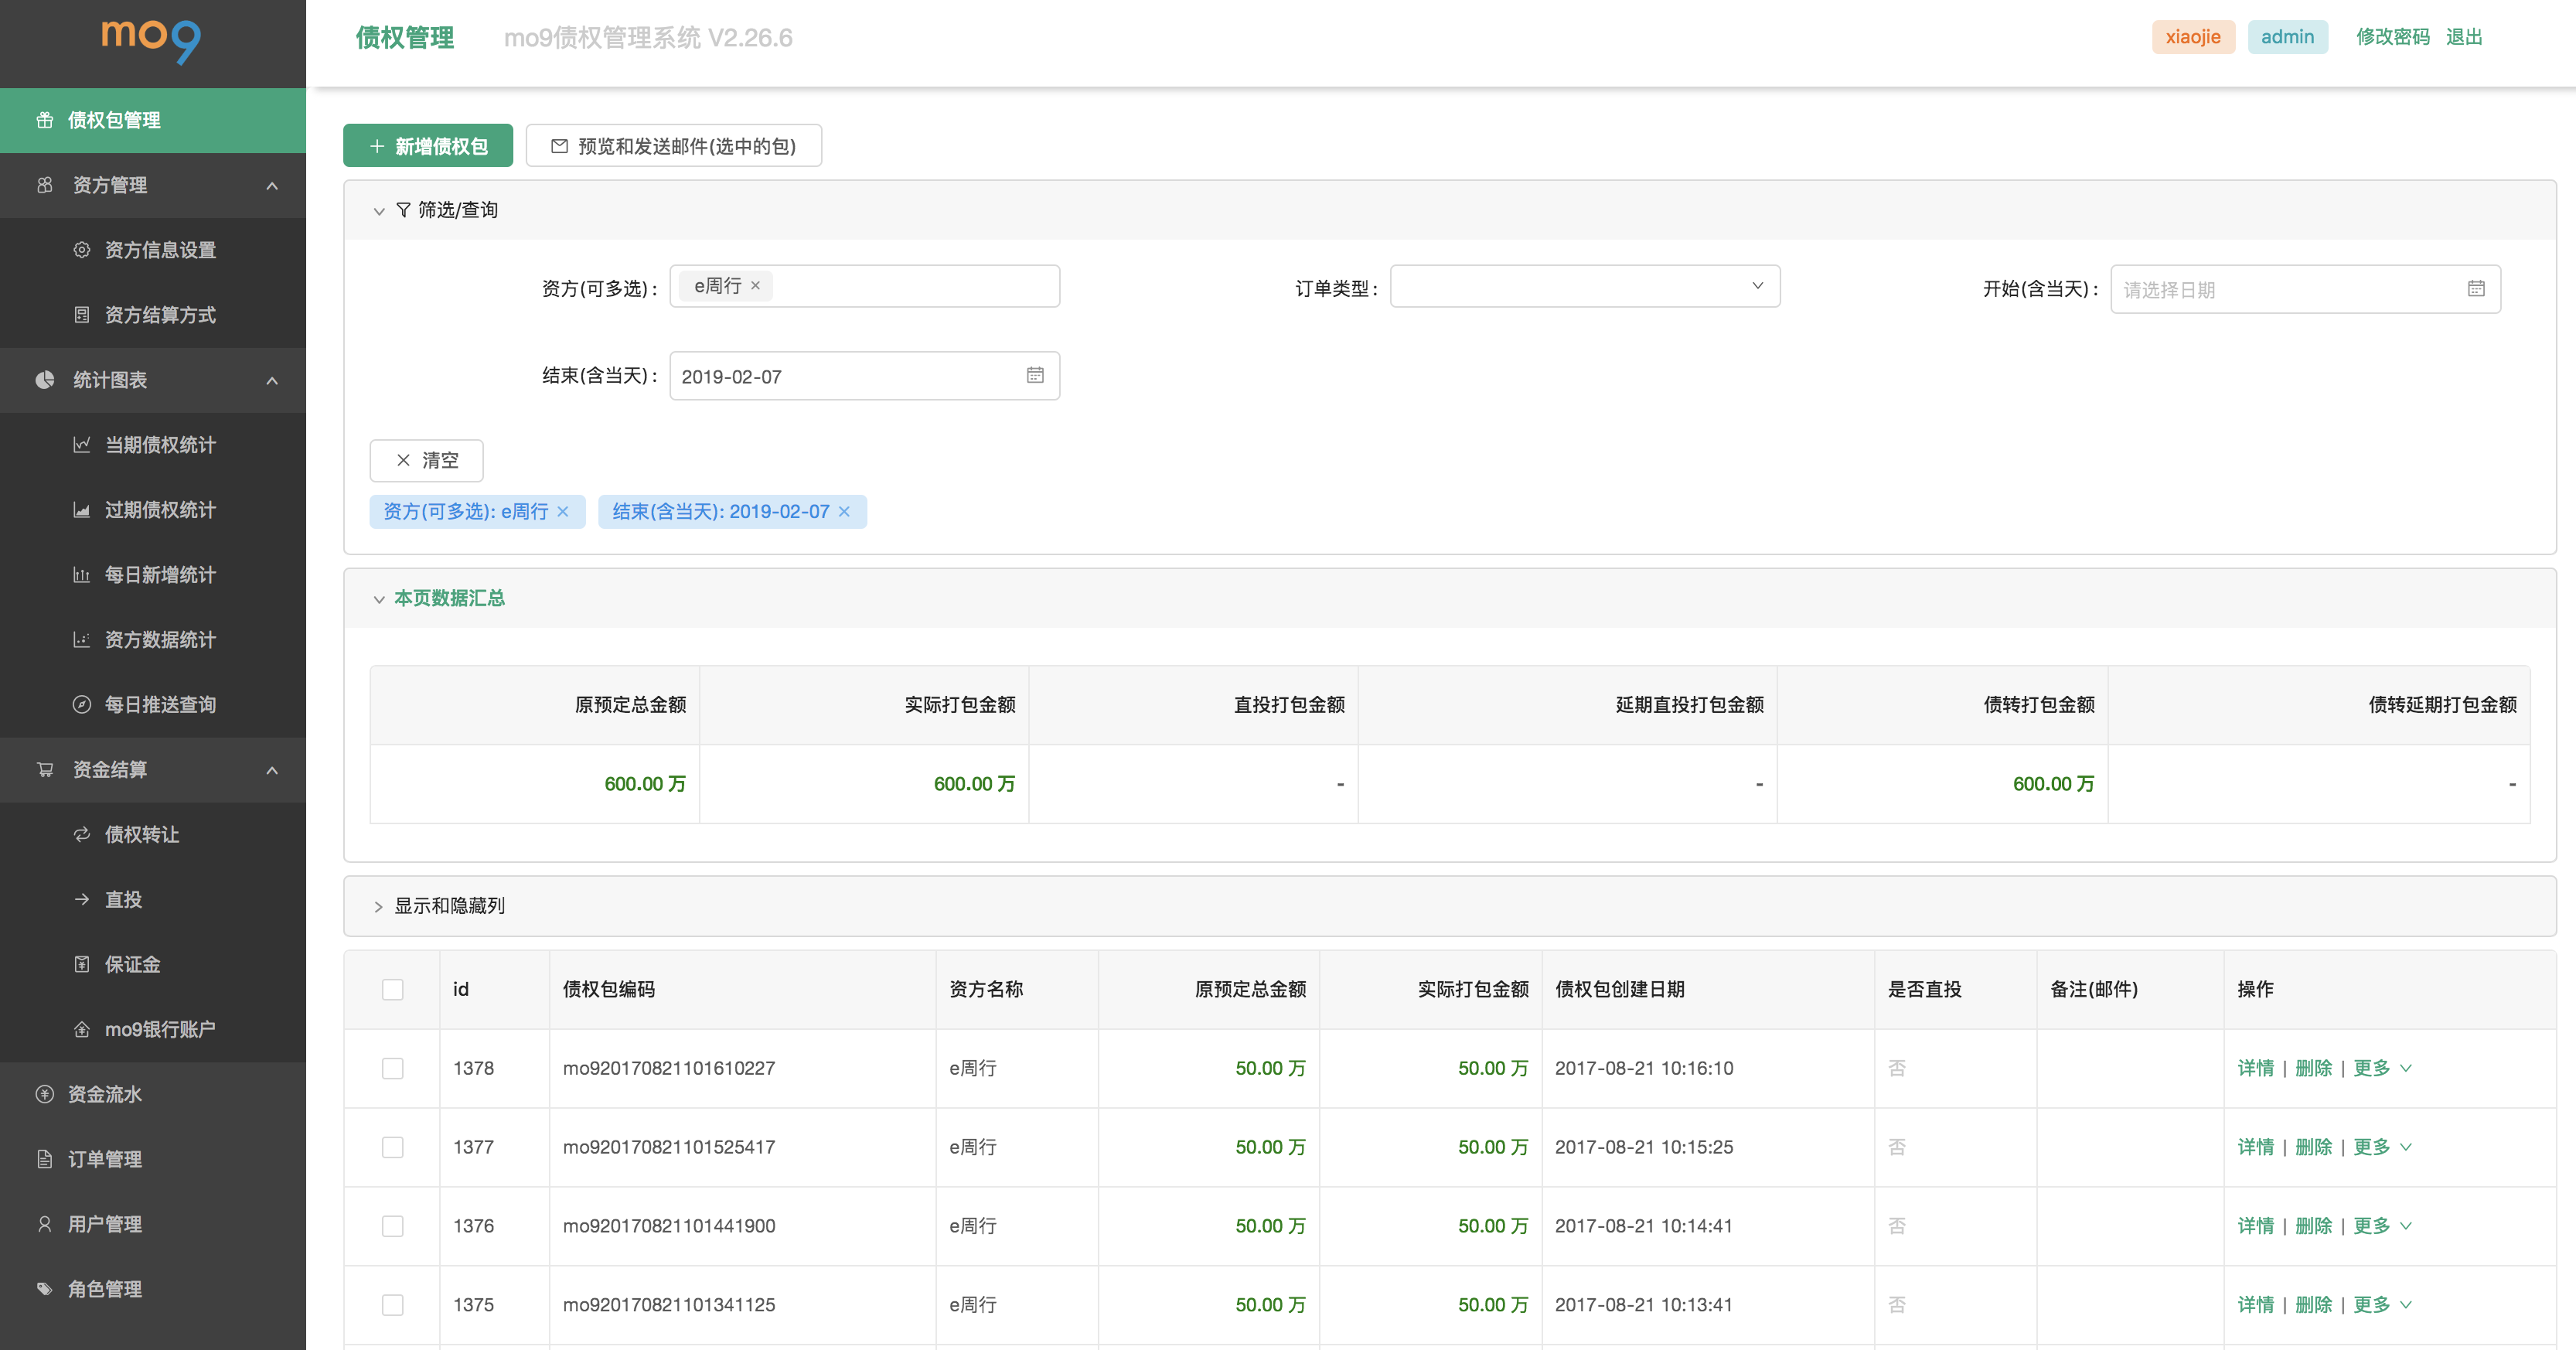 mo9
债权管理 mo9债权管理系统 V2.26.6 xiaojie admin 修改密码 退出
债权包管理
资方管理
资方信息设置
资方结算方式
统计图表
当期债权统计
过期债权统计
每日新增统计
资方数据统计
每日推送查询
资金结算
债权转让
直投
保证金
mo9银行账户
资金流水
订单管理
用户管理
角色管理
新增债权包 预览和发送邮件(选中的包)
筛选/查询
资方(可多选) : e周行 订单类型 : 开始(含当天) : 请选择日期
结束(含当天) : 2019-02-07
清空
资方(可多选): e周行 结束(含当天): 2019-02-07
本页数据汇总
原预定总金额 实际打包金额 直投打包金额 延期直投打包金额 债转打包金额 债转延期打包金额
600.00 万 600.00 万 - - 600.00 万 -
显示和隐藏列
id 债权包编码 资方名称 原预定总金额 实际打包金额 债权包创建日期 是否直投 备注(邮件) 操作
1378 mo920170821101610227 e周行 50.00 万 50.00 万 2017-08-21 10:16:10 否 详情 | 删除 | 更多
1377 mo920170821101525417 e周行 50.00 万 50.00 万 2017-08-21 10:15:25 否 详情 | 删除 | 更多
1376 mo920170821101441900 e周行 50.00 万 50.00 万 2017-08-21 10:14:41 否 详情 | 删除 | 更多
1375 mo920170821101341125 e周行 50.00 万 50.00 万 2017-08-21 10:13:41 否 详情 | 删除 | 更多